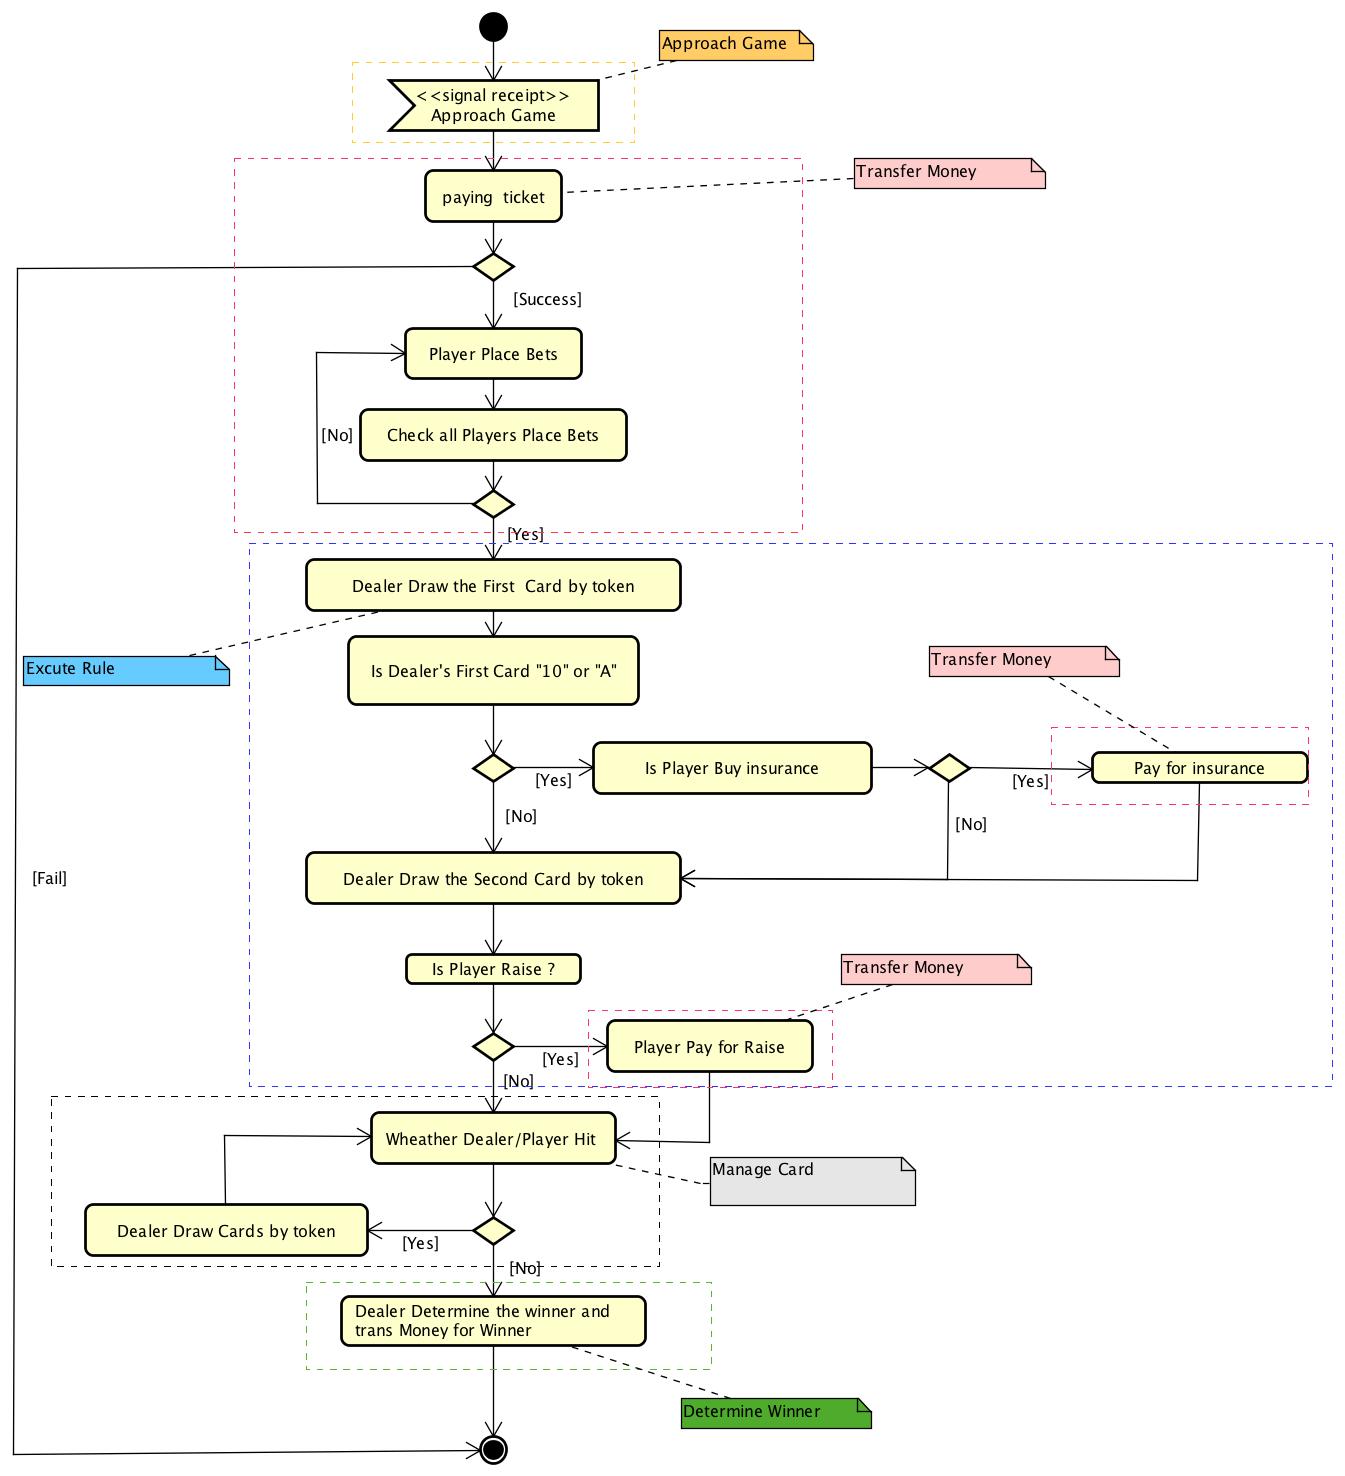 Approach Game
<<signal receipt>>
Approach Game
Transfer Money
paying  ticket
[Success]
Player Place Bets
Check all Players Place Bets
[No]
[Yes]
Dealer Draw the First  Card by token
Excute Rule
Is Dealer's First Card "10" or "A"
Transfer Money
Is Player Buy insurance
Pay for insurance
[Yes]
[Yes]
[No]
[No]
Dealer Draw the Second Card by token
[Fail]
Is Player Raise ?
Transfer Money
Player Pay for Raise
[Yes]
[No]
Wheather Dealer/Player Hit
Manage Card
Dealer Draw Cards by token
[Yes]
[No]
Dealer Determine the winner and
trans Money for Winner
Determine Winner